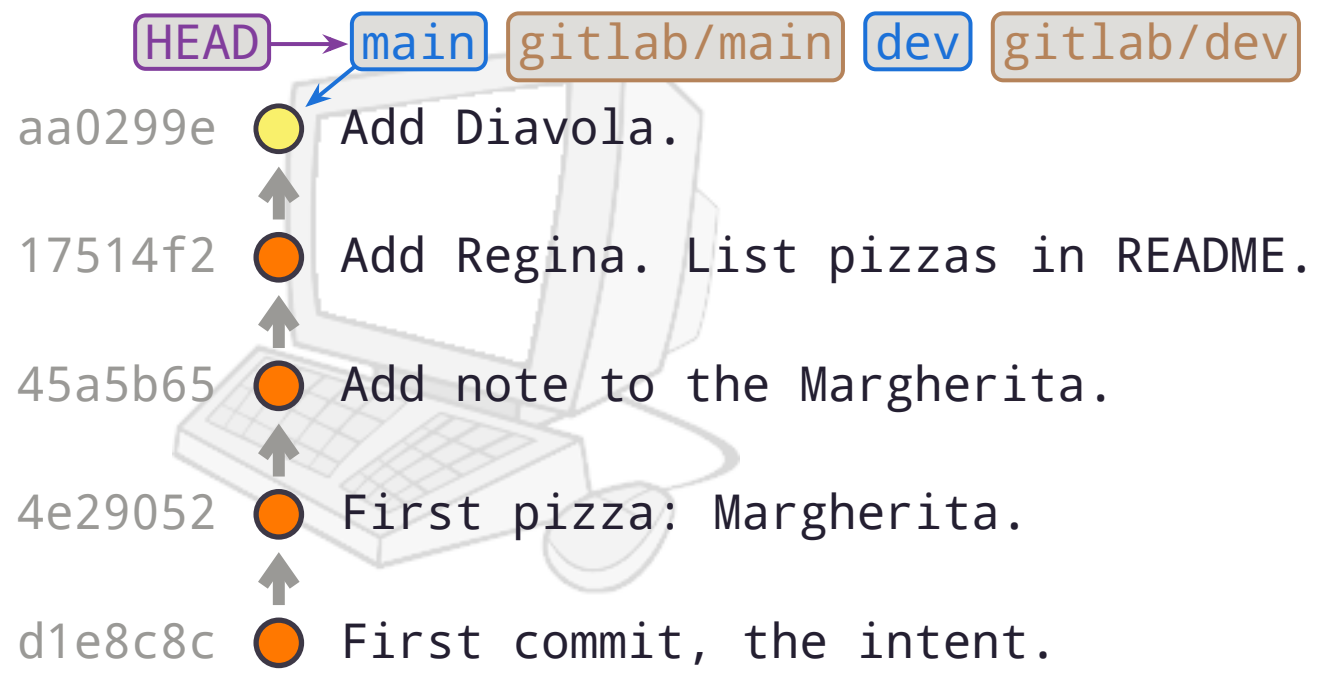 HEAD main gitlab/main dev gitlab/dev
aa0299e Add Diavola.
17514f2 Add Regina. List pizzas in README.
45a5b65 Add note to the Margherita.
4e29052 First pizza: Margherita.
d1e8c8c First commit, the intent.